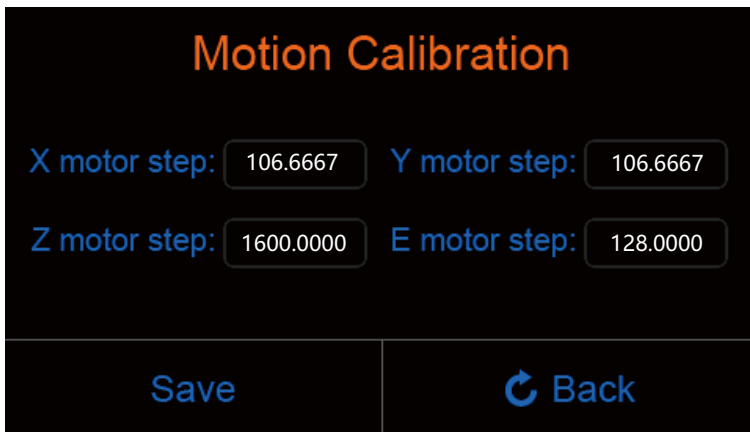 Motion Calibration
X motor step: 106.6667 Y motor step: 106.6667
Z motor step: 1600.0000 E motor step: 128.0000
Save Back